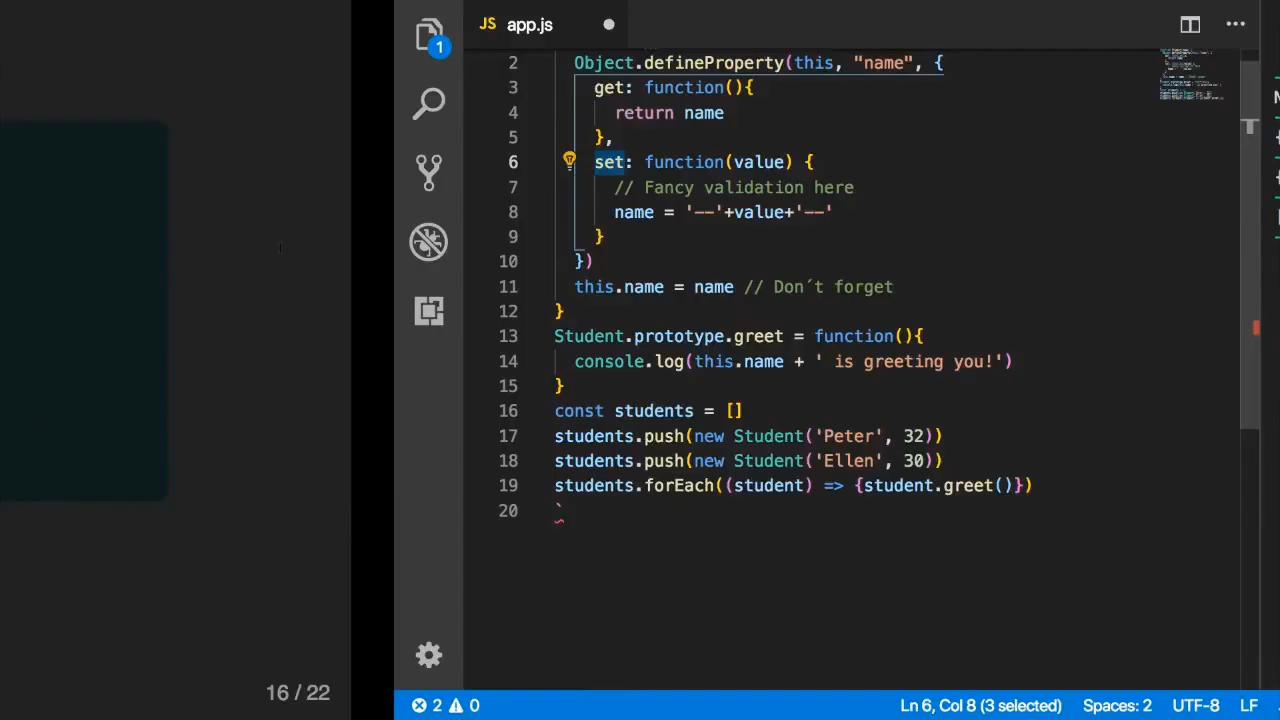 1
JS app.js
2 Object.defineProperty(this, "name", {
3 get: function(){
4 return name
5 },
6 set: function(value) {
7 // Fancy validation here
8 name = '--'+value+'--'
9 }
10 })
11 this.name = name // Don´t forget
12 }
13 Student.prototype.greet = function(){
14 console.log(this.name + ' is greeting you!')
15 }
16 const students = []
17 students.push(new Student('Peter', 32))
18 students.push(new Student('Ellen', 30))
19 students.forEach((student) => {student.greet()})
20 `
16 / 22
2 0 Ln 6, Col 8 (3 selected) Spaces: 2 UTF-8 LF